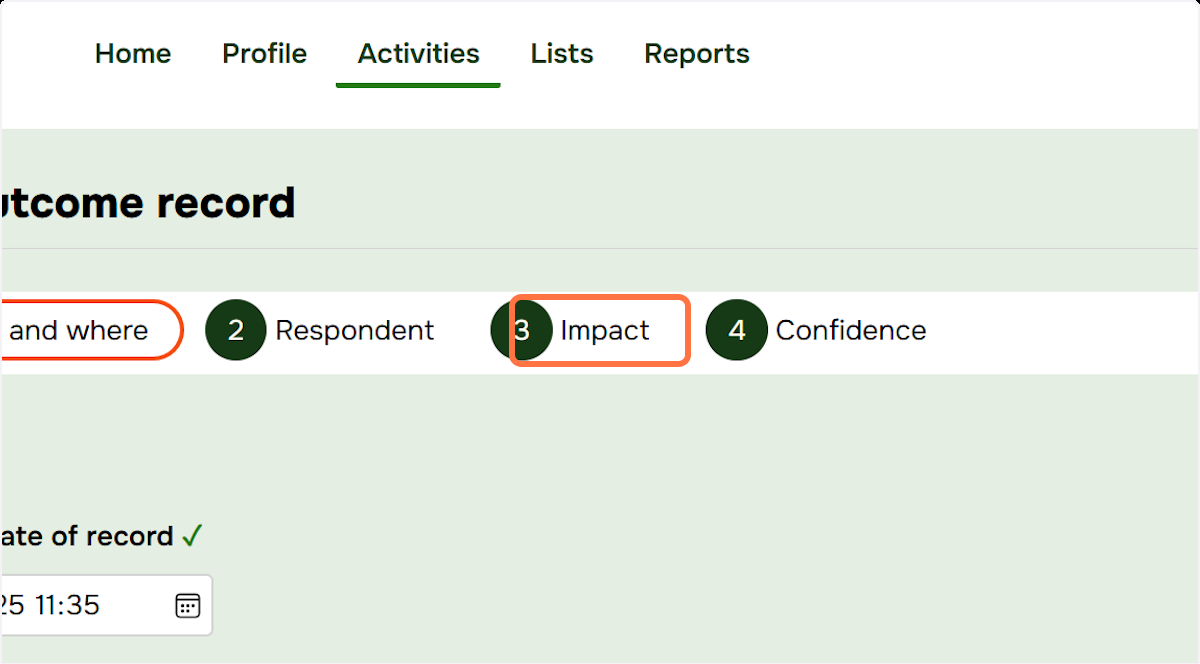 Home Profile Activities Lists Reports
utcome record
and where 2 Respondent 3 Impact 4 Confidence
ate of record ✓
25 11:35